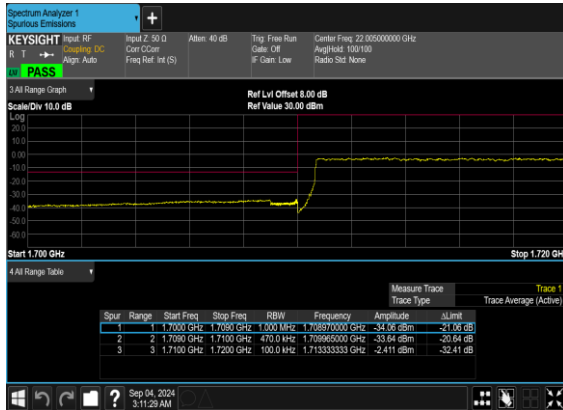 Spectrum Analyzer 1
Spurious Emissions
KEYSIGHT
R T
LXI
PASS
Input: RF
Coupling: DC
Align: Auto
Input Z: 50 Ω
Corr CCorr
Freq Ref: Int (S)
Atten: 40 dB
Trig: Free Run
Gate: Off
IF Gain: Low
Center Freq: 22.005000000 GHz
Avg|Hold: 100/100
Radio Std: None
3 All Range Graph
Scale/Div 10.0 dB
Ref Lvl Offset 8.00 dB
Ref Value 30.00 dBm
Log
20.0
10.0
0.00
-10.0
-20.0
-30.0
-40.0
-50.0
-60.0
Start 1.700 GHz
Stop 1.720 GH
4 All Range Table
Measure Trace Trace 1
Trace Type Trace Average (Active)
Spur Range Start Freq Stop Freq RBW Frequency Amplitude ΔLimit
1 1 1.7000 GHz 1.7090 GHz 1.000 MHz 1.708970000 GHz -34.06 dBm -21.06 dB
2 2 1.7090 GHz 1.7100 GHz 470.0 kHz 1.709965000 GHz -33.64 dBm -20.64 dB
3 3 1.7100 GHz 1.7200 GHz 100.0 kHz 1.713333333 GHz -2.411 dBm -32.41 dB
?
Sep 04, 2024
3:11:29 AM